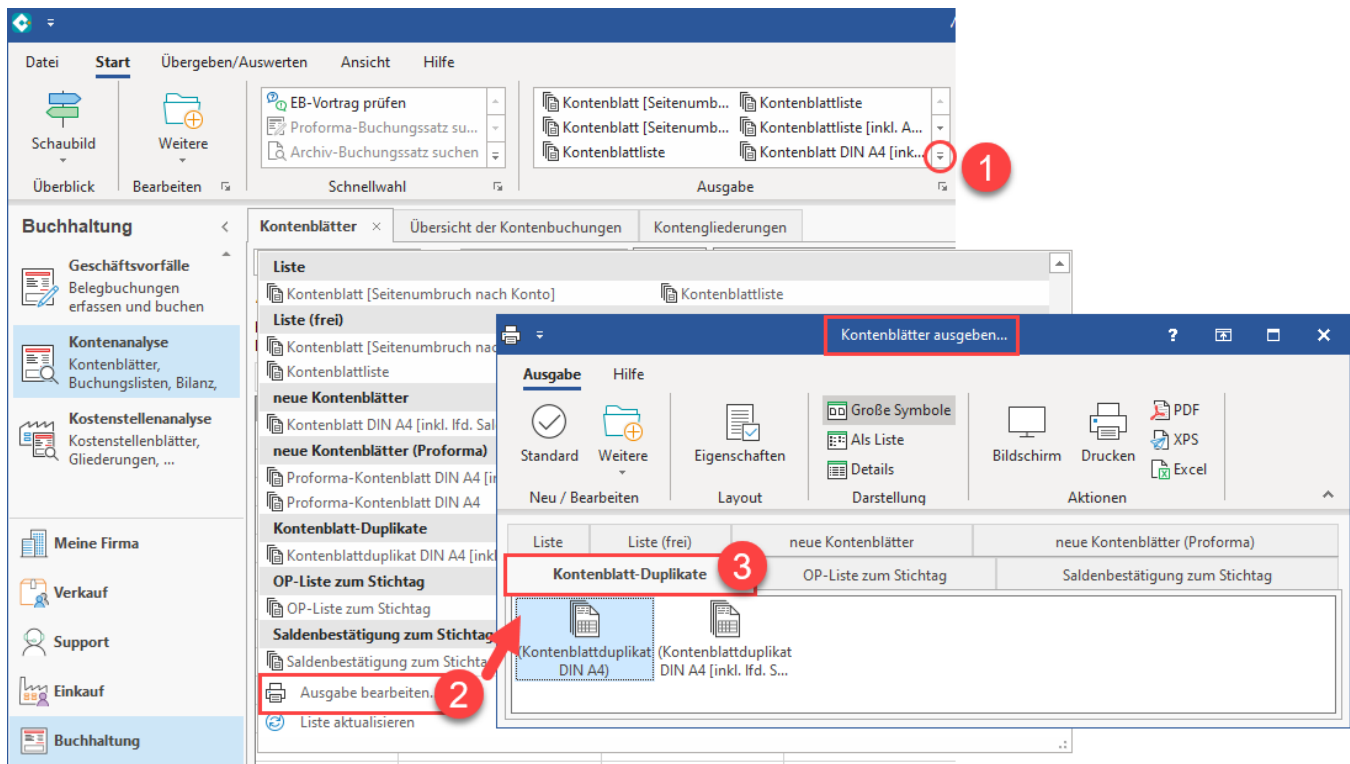 Datei Start Übergeben/Auswerten Ansicht Hilfe
EB-Vortrag prüfen
Proforma-Buchungssatz su...
Archiv-Buchungssatz suchen
Kontenblatt [Seitenumb... Kontenblattliste
Kontenblatt [Seitenumb... Kontenblattliste [inkl. A...
Kontenblattliste Kontenblatt DIN A4 [ink...
Schaubild Weitere
1
Überblick Bearbeiten Schnellwahl Ausgabe
Buchhaltung
Kontenblätter Übersicht der Kontenbuchungen Kontengliederungen
Geschäftsvorfälle
Belegbuchungen
erfassen und buchen
Kontenanalyse
Kontenblätter,
Buchungslisten, Bilanz,
Kostenstellenanalyse
Kostenstellenblätter,
Gliederungen, ...
Meine Firma
Verkauf
Support
Einkauf
Buchhaltung
Liste
Kontenblatt [Seitenumbruch nach Konto] Kontenblattliste
Liste (frei)
Kontenblatt [Seitenumbruch nac
Kontenblattliste
neue Kontenblätter
Kontenblatt DIN A4 [inkl. lfd. Sal
neue Kontenblätter (Proforma)
Proforma-Kontenblatt DIN A4 [in
Proforma-Kontenblatt DIN A4
Kontenblatt-Duplikate
Kontenblattduplikat DIN A4 [inkl
OP-Liste zum Stichtag
OP-Liste zum Stichtag
Saldenbestätigung zum Stichtag
Saldenbestätigung zum Stichta
Ausgabe bearbeiten.
2
Liste aktualisieren
Kontenblätter ausgeben...
?
Ausgabe Hilfe
Standard Weitere
Eigenschaften
Große Symbole
Als Liste
Details
Bildschirm Drucken
PDF
XPS
Excel
Neu / Bearbeiten Layout Darstellung Aktionen
Liste Liste (frei) neue Kontenblätter neue Kontenblätter (Proforma)
Kontenblatt-Duplikate 3 OP-Liste zum Stichtag Saldenbestätigung zum Stichtag
(Kontenblattduplikat
DIN A4)
(Kontenblattduplikat
DIN A4 [inkl. lfd. S...